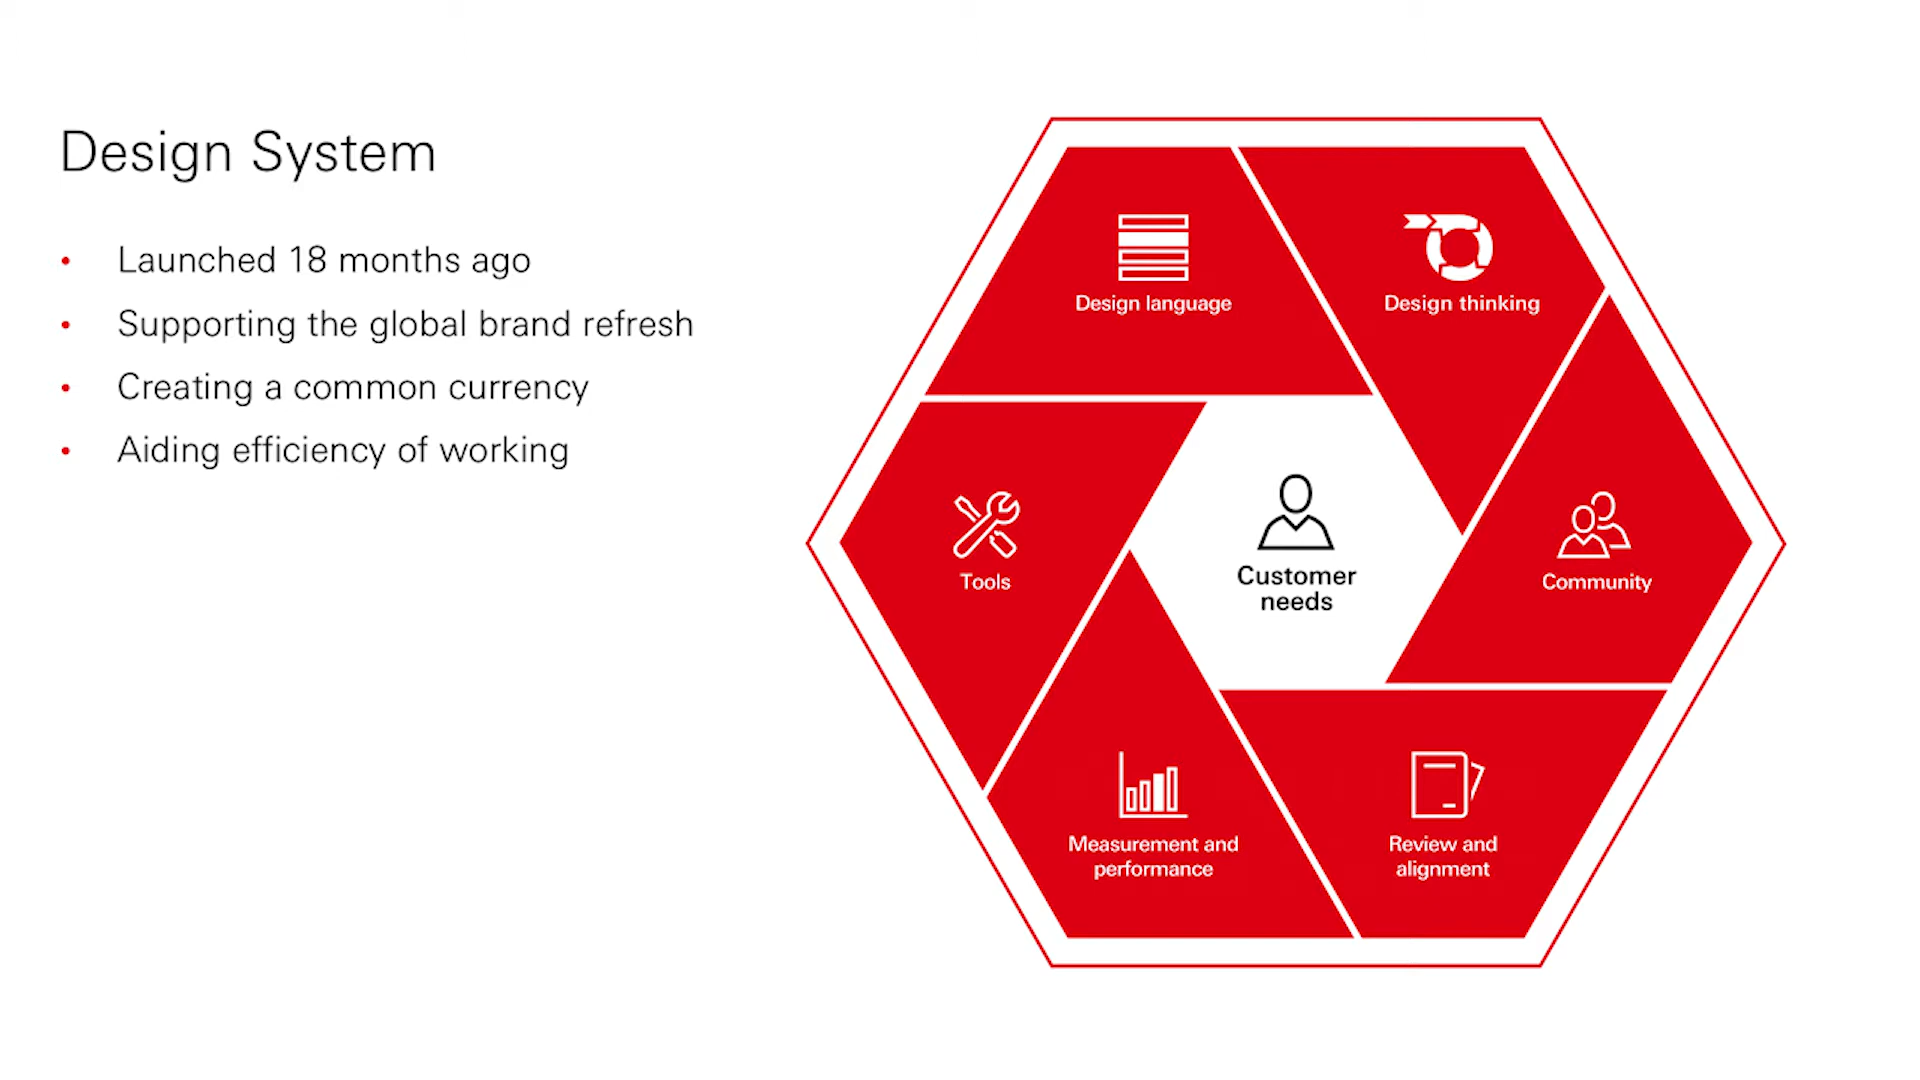 Design System
• Launched 18 months ago
• Supporting the global brand refresh
• Creating a common currency
• Aiding efficiency of working
Design language
Design thinking
Tools
Customer
needs
Community
Measurement and
performance
Review and
alignment